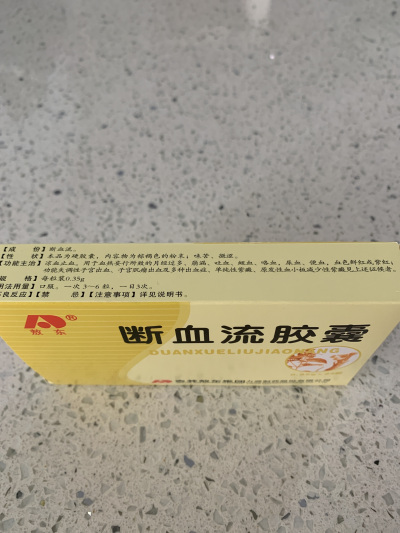 【成　份】断血流。
【性　状】本品为硬胶囊，内容物为棕褐色的粉末；味苦、微涩。
【功能主治】凉血止血。用于血热妄行所致的月经过多、崩漏、吐血、衄血、咯血、尿血、便血，血色鲜红或紫红；
功能失调性子宫出血、子宫肌瘤出血及多种出血症、单纯性紫癜、原发性血小板减少性紫癜见上述证候者。
规　格】每粒装0.35g
用法用量】口服。一次3～6粒，一日3次。
不良反应】【禁　忌】【注意事项】详见说明书。
®
敖东
断血流胶囊
DUANXUELIUJIAONANG